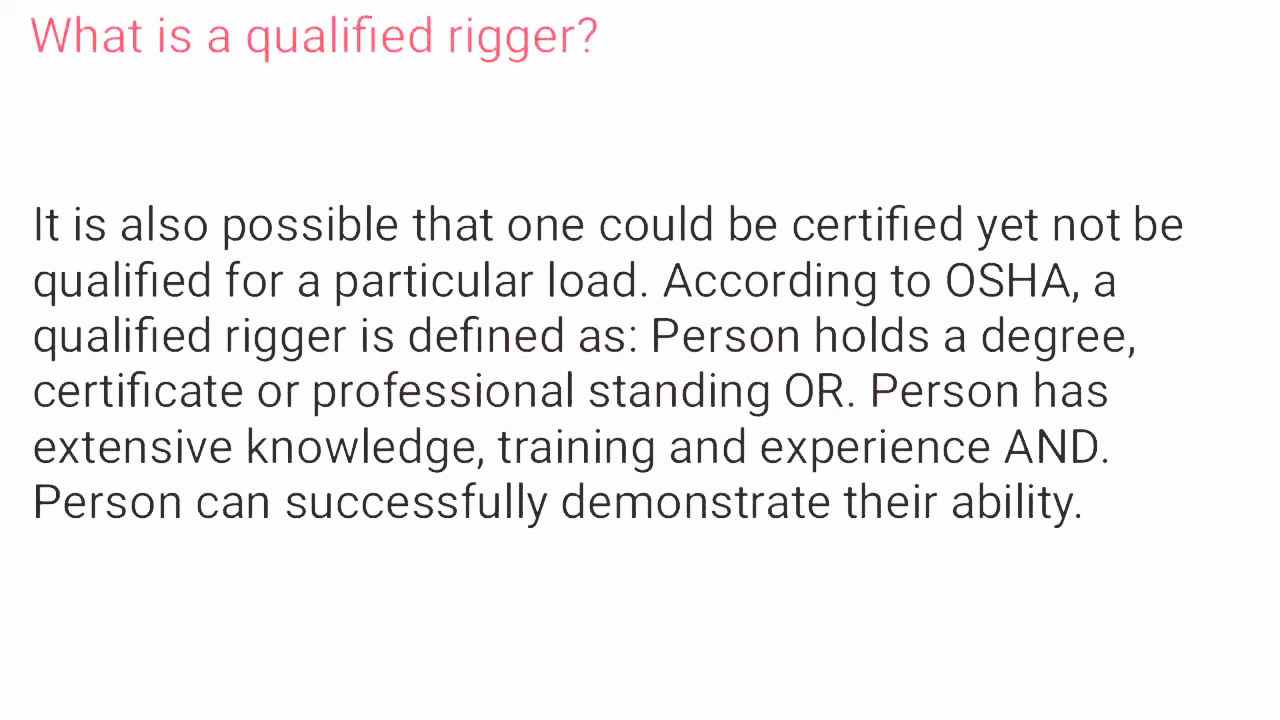 What is a qualified rigger?
It is also possible that one could be certified yet not be
qualified for a particular load. According to OSHA, a
qualified rigger is defined as: Person holds a degree,
certificate or professional standing OR. Person has
extensive knowledge, training and experience AND.
Person can successfully demonstrate their ability.